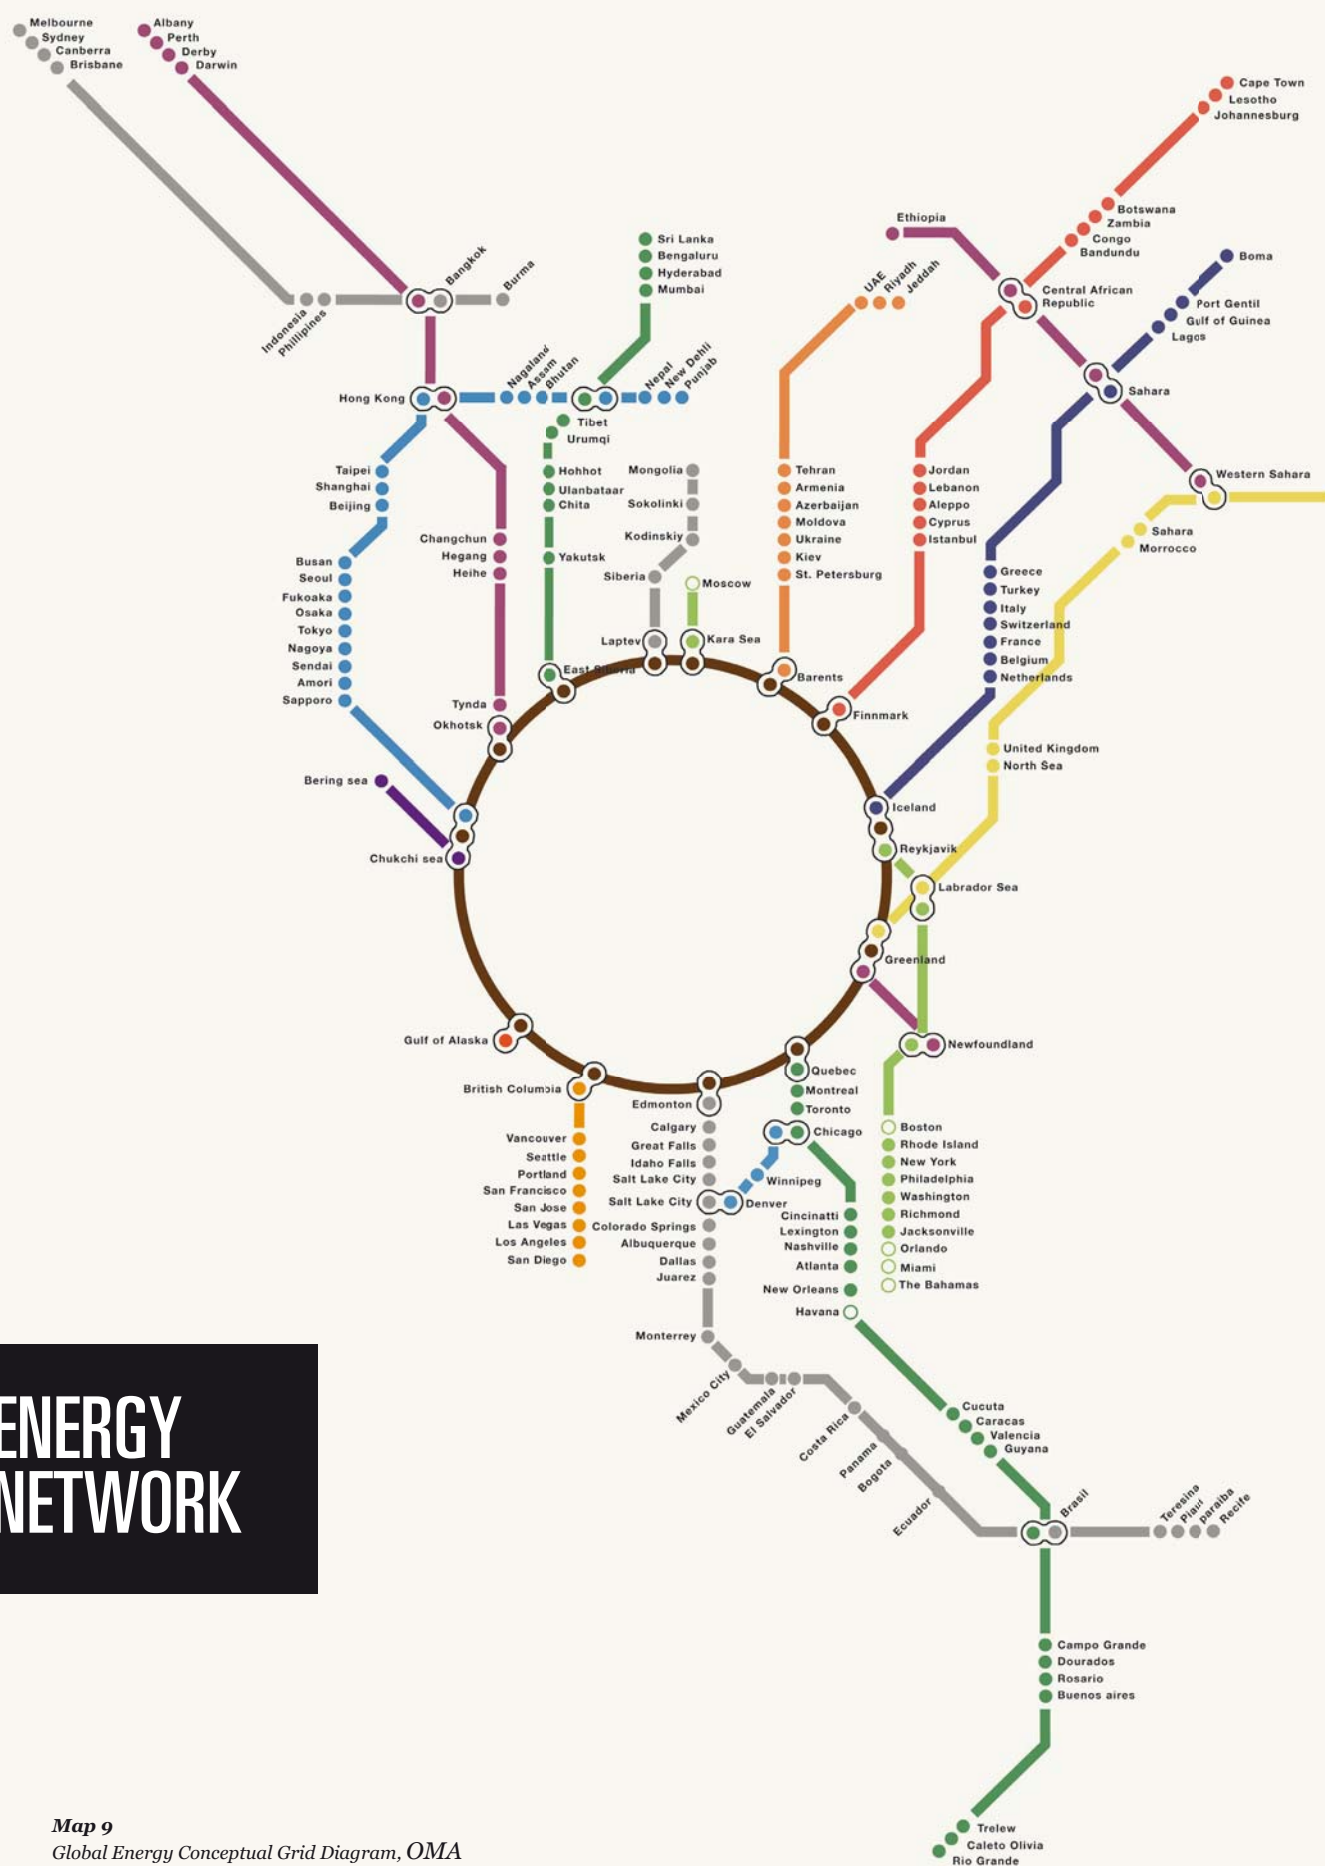 Melbourne
Sydney
Canberra
Brisbane
Albany
Perth
Derby
Darwin
Cape Town
Lesotho
Johannesburg
Botswana
Zambia
Congo
Bandundu
Ethiopia
Central African
Republic
Boma
Port Gentil
Gulf of Guinea
Lagos
Sahara
Western Sahara
Sahara
Morrocco
Bangkok
Burma
Indonesia
Phillipines
Sri Lanka
Bengaluru
Hyderabad
Mumbai
UAE
Riyadh
Jeddah
Hong Kong
Nagaland
Assam
Bhutan
Nepal
New Dehli
Punjab
Tibet
Urumqi
Hohhot
Ulanbataar
Chita
Yakutsk
Mongolia
Sokolinki
Kodinskiy
Siberia
Laptev
Moscow
Kara Sea
Tehran
Armenia
Azerbaijan
Moldova
Ukraine
Kiev
St. Petersburg
Barents
Jordan
Lebanon
Aleppo
Cyprus
Istanbul
Finnmark
Greece
Turkey
Italy
Switzerland
France
Belgium
Netherlands
United Kingdom
North Sea
Taipei
Shanghai
Beijing
Busan
Seoul
Fukoaka
Osaka
Tokyo
Nagoya
Sendai
Amori
Sapporo
Changchun
Hegang
Heihe
Tynda
Okhotsk
East Siberia
Bering sea
Chukchi sea
Iceland
Reykjavik
Labrador Sea
Greenland
Newfoundland
Gulf of Alaska
British Columbia
Vancouver
Seattle
Portland
San Francisco
San Jose
Las Vegas
Los Angeles
San Diego
Edmonton
Calgary
Great Falls
Idaho Falls
Salt Lake City
Salt Lake City
Denver
Winnipeg
Colorado Springs
Albuquerque
Dallas
Juarez
Monterrey
Mexico City
Guatemala
El Salvador
Costa Rica
Panama
Bogota
Ecuador
Quebec
Montreal
Toronto
Chicago
Cincinatti
Lexington
Nashville
Atlanta
New Orleans
Havana
Boston
Rhode Island
New York
Philadelphia
Washington
Richmond
Jacksonville
Orlando
Miami
The Bahamas
Cucuta
Caracas
Valencia
Guyana
Brasil
Teresina
Piauí
paraiba
Recife
Campo Grande
Dourados
Rosario
Buenos aires
Trelew
Caleto Olivia
Rio Grande
ENERGY
NETWORK
Map 9
Global Energy Conceptual Grid Diagram, OMA